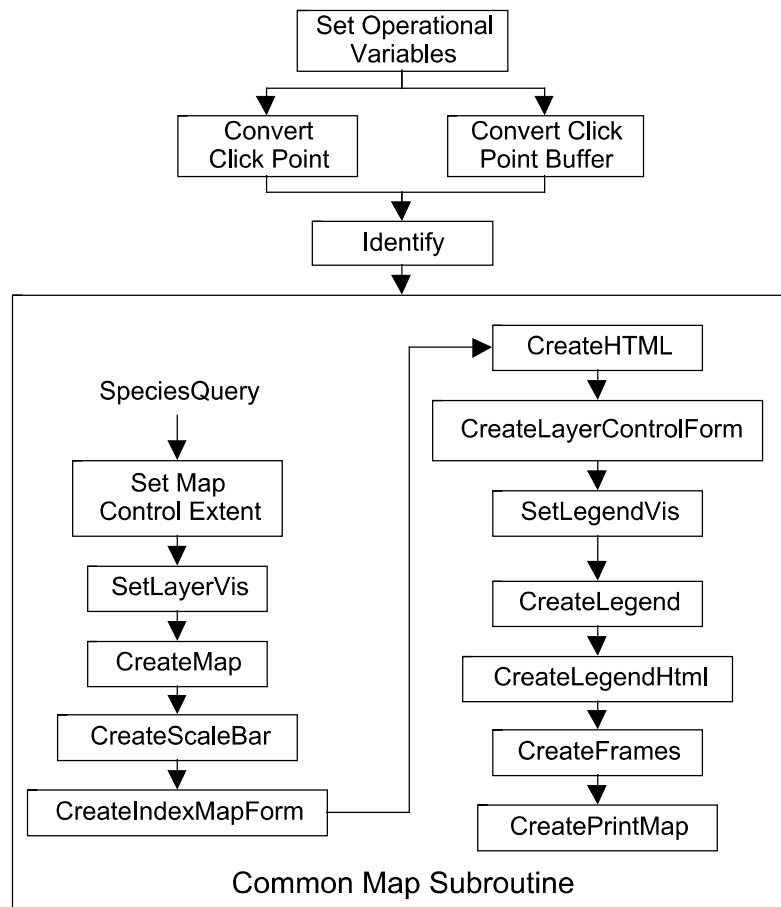 Set Operational
Variables
Convert
Click Point
Convert Click
Point Buffer
Identify
SpeciesQuery
Set Map
Control Extent
SetLayerVis
CreateMap
CreateScaleBar
CreateIndexMapForm
CreateHTML
CreateLayerControlForm
SetLegendVis
CreateLegend
CreateLegendHtml
CreateFrames
CreatePrintMap
Common Map Subroutine